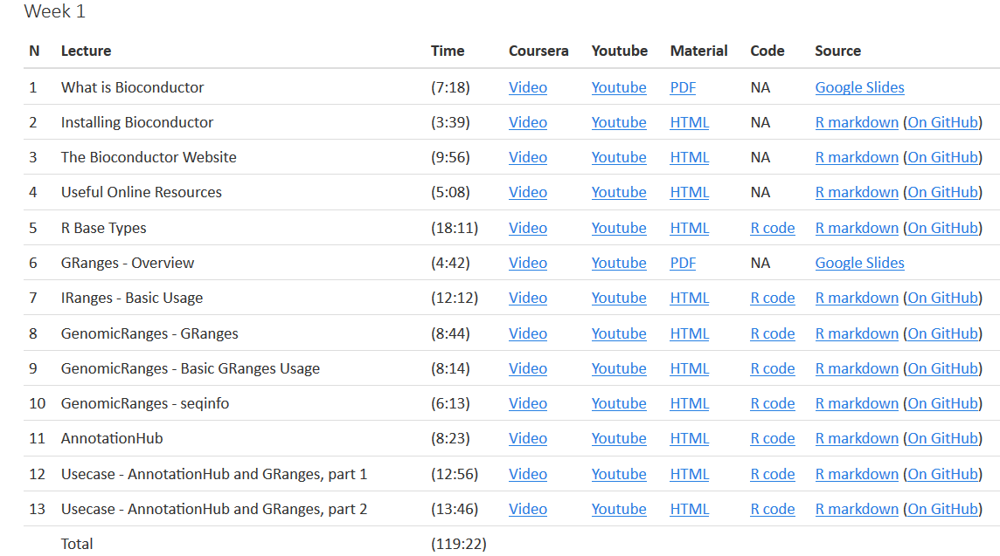 Week 1
N Lecture Time Coursera Youtube Material Code Source
1 What is Bioconductor (7:18) Video Youtube PDF NA Google Slides
2 Installing Bioconductor (3:39) Video Youtube HTML NA R markdown (On GitHub)
3 The Bioconductor Website (9:56) Video Youtube HTML NA R markdown (On GitHub)
4 Useful Online Resources (5:08) Video Youtube HTML NA R markdown (On GitHub)
5 R Base Types (18:11) Video Youtube HTML R code R markdown (On GitHub)
6 GRanges - Overview (4:42) Video Youtube PDF NA Google Slides
7 IRanges - Basic Usage (12:12) Video Youtube HTML R code R markdown (On GitHub)
8 GenomicRanges - GRanges (8:44) Video Youtube HTML R code R markdown (On GitHub)
9 GenomicRanges - Basic GRanges Usage (8:14) Video Youtube HTML R code R markdown (On GitHub)
10 GenomicRanges - seqinfo (6:13) Video Youtube HTML R code R markdown (On GitHub)
11 AnnotationHub (8:23) Video Youtube HTML R code R markdown (On GitHub)
12 Usecase - AnnotationHub and GRanges, part 1 (12:56) Video Youtube HTML R code R markdown (On GitHub)
13 Usecase - AnnotationHub and GRanges, part 2 (13:46) Video Youtube HTML R code R markdown (On GitHub)
Total (119:22)